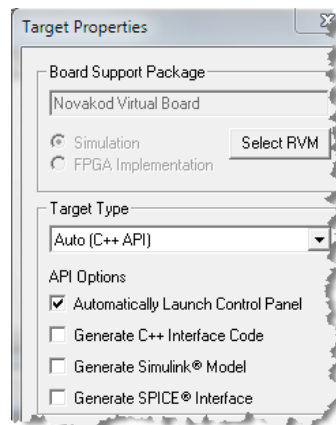 Target Properties
Board Support Package
Novakod Virtual Board
Simulation
Select RVM
FPGA Implementation
Target Type
Auto (C++ API)
API Options
Automatically Launch Control Panel
Generate C++ Interface Code
Generate Simulink® Model
Generate SPICE® Interface